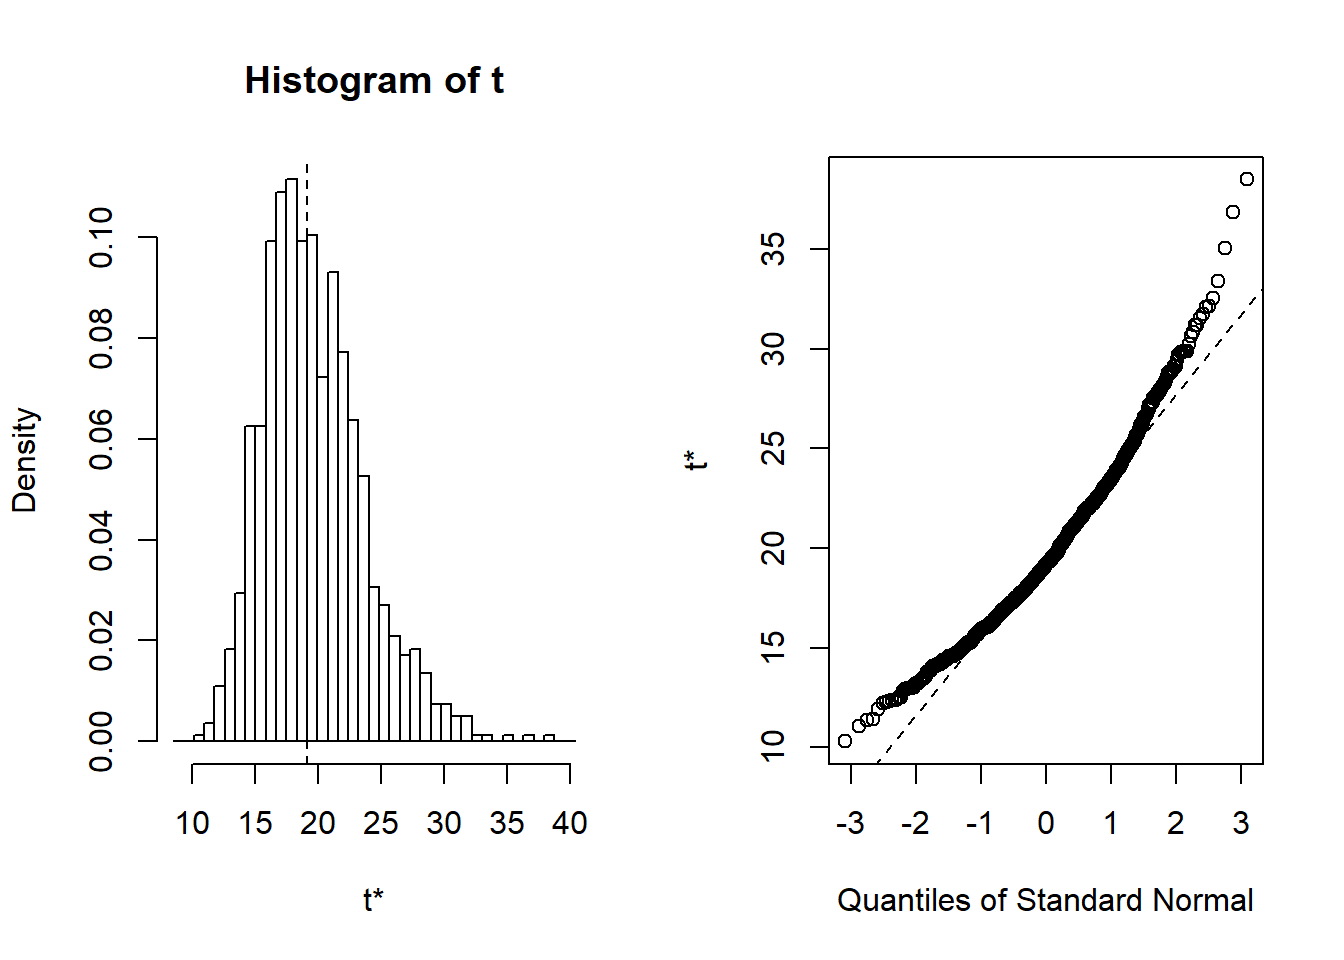 Histogram of t
Density
0.00 0.02 0.04 0.06 0.08 0.10
10 15 20 25 30 35 40
t*
t*
10 15 20 25 30 35
-3 -2 -1 0 1 2 3
Quantiles of Standard Normal